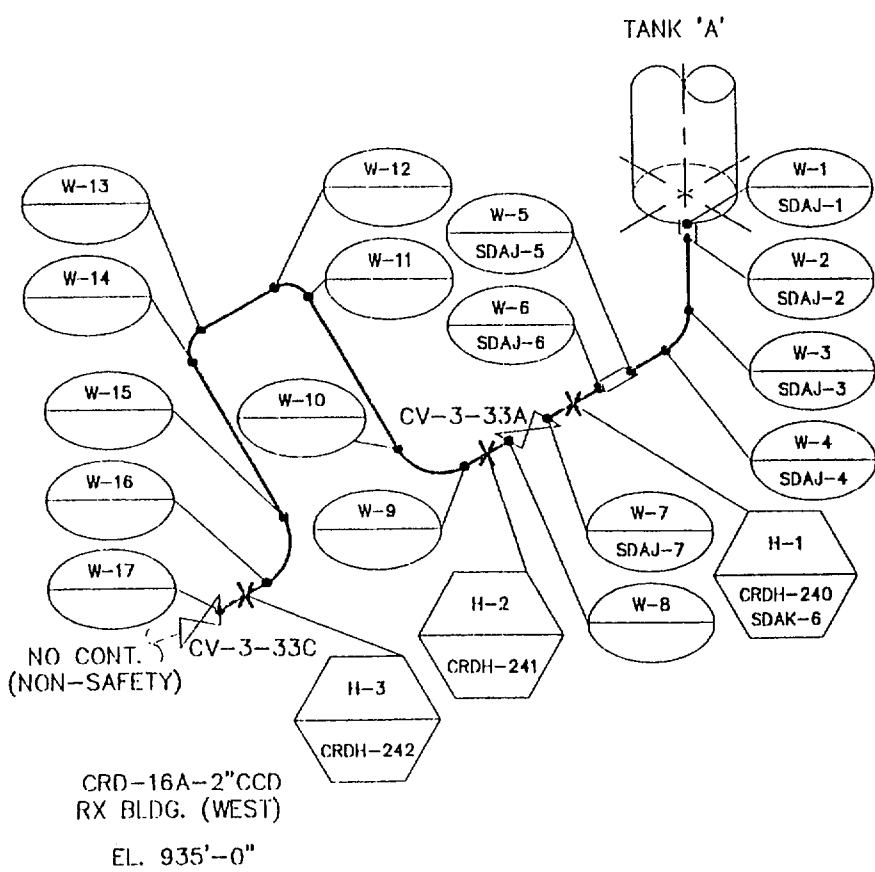 TANK 'A'
W-13
W-12
W-1
SDAJ-1
W-5
SDAJ-5
W-14
W-11
W-2
SDAJ-2
W-6
SDAJ-6
W-3
SDAJ-3
W-15
W-10
CV-3-33A
W-4
SDAJ-4
W-16
W-9
W-7
SDAJ-7
H-1
CRDH-240
SDAK-6
W-17
H-2
CRDH-241
W-8
NO CONT.
(NON-SAFETY)
CV-3-33C
H-3
CRDH-242
CRD-16A-2"CCD
RX BLDG. (WEST)
EL. 935'-0"